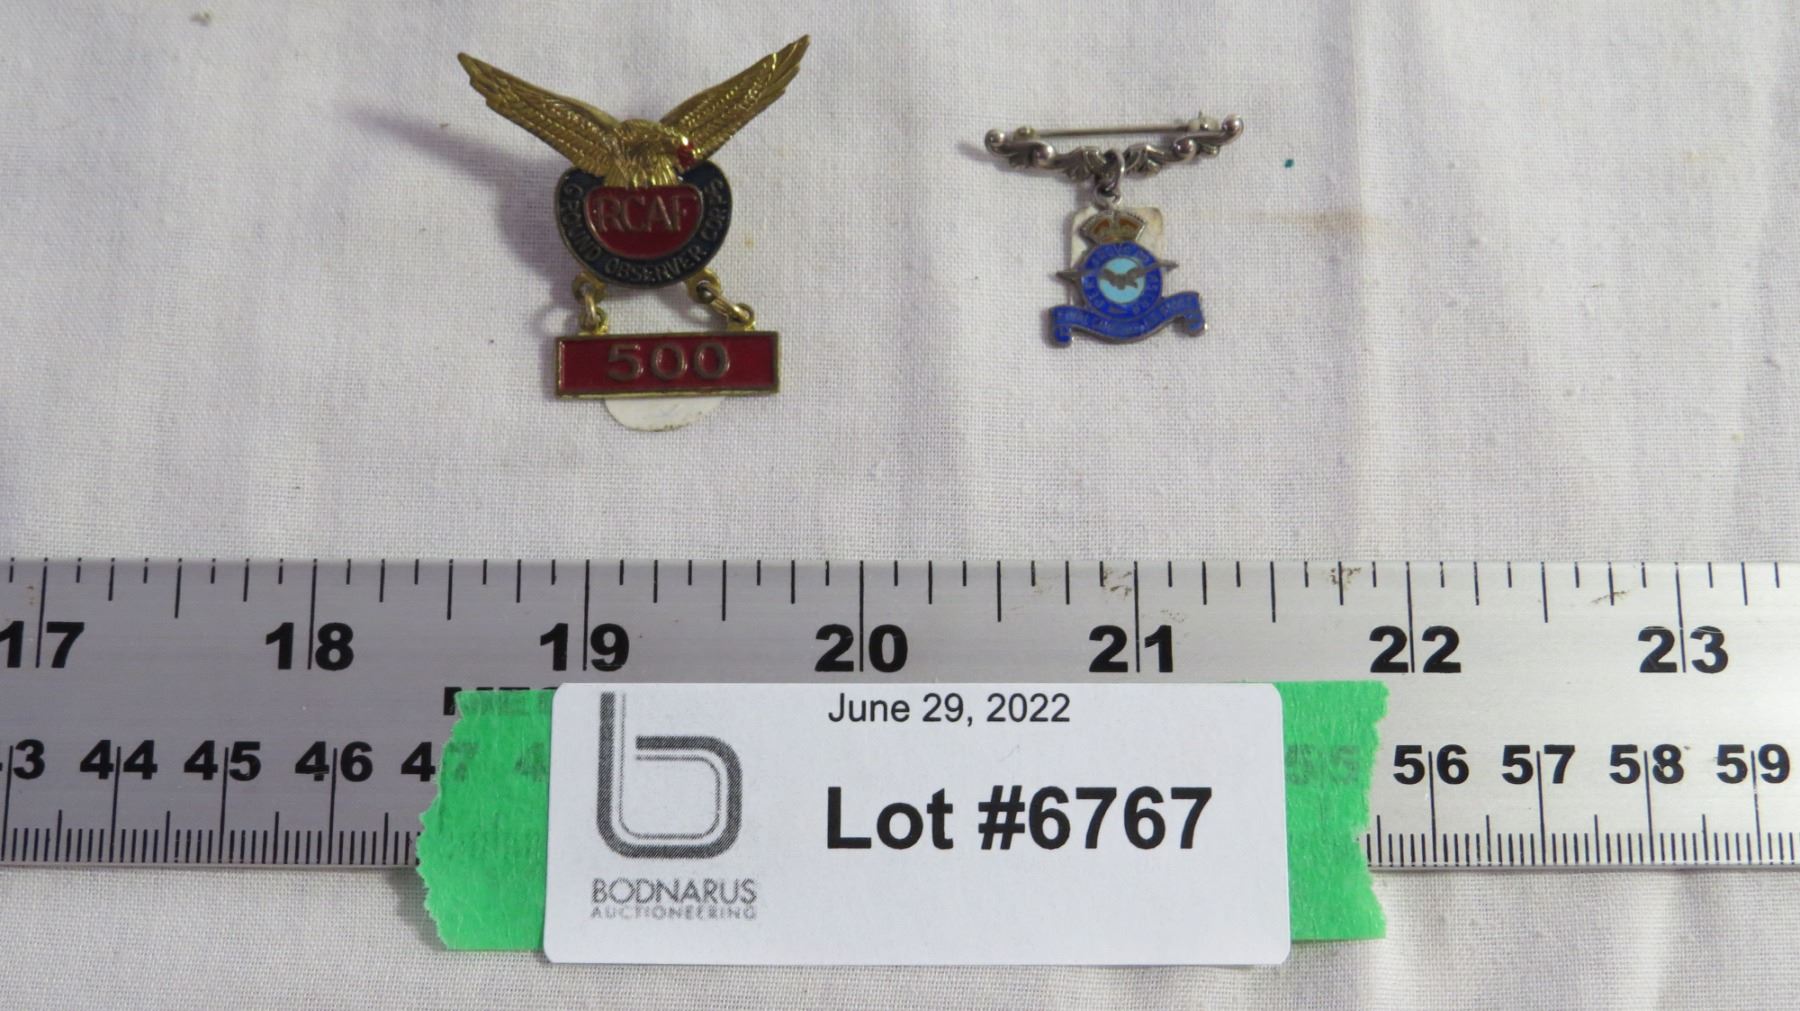 RCAF
GROUND OBSERVER CORPS
500
17 18 19 20 21 22 23
43 44 45 46 47 56 57 58 59
June 29, 2022
Lot #6767
BODNARUS
AUCTIONEERING